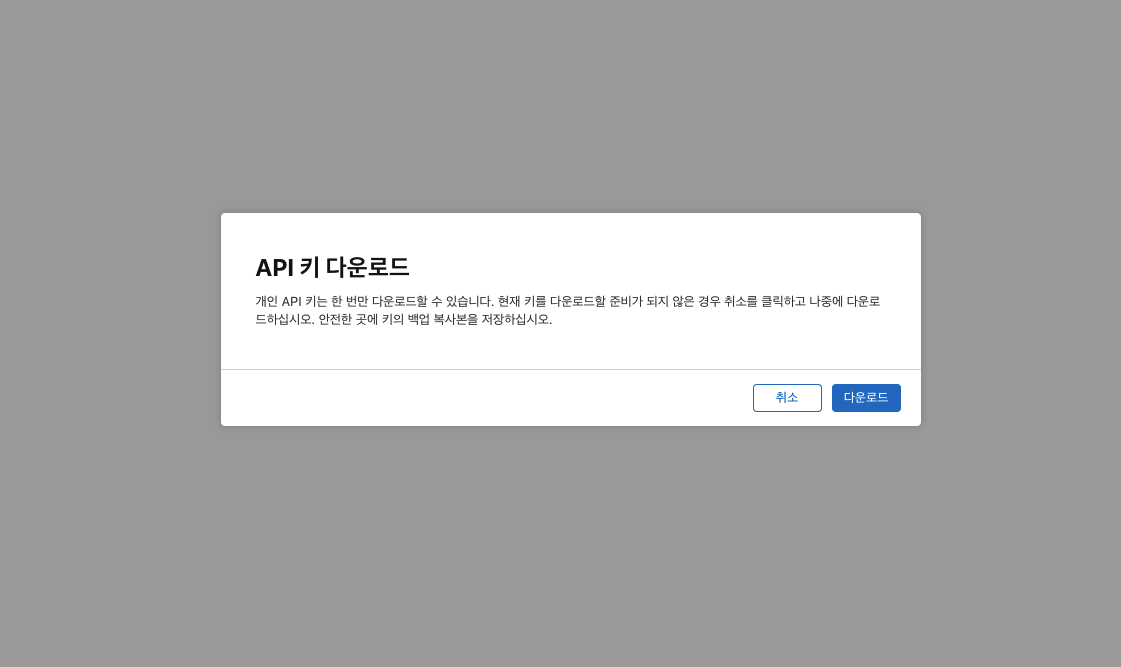 API 키 다운로드
개인 API 키는 한 번만 다운로드할 수 있습니다. 현재 키를 다운로드할 준비가 되지 않은 경우 취소를 클릭하고 나중에 다운로
드하십시오. 안전한 곳에 키의 백업 복사본을 저장하십시오.
취소
다운로드